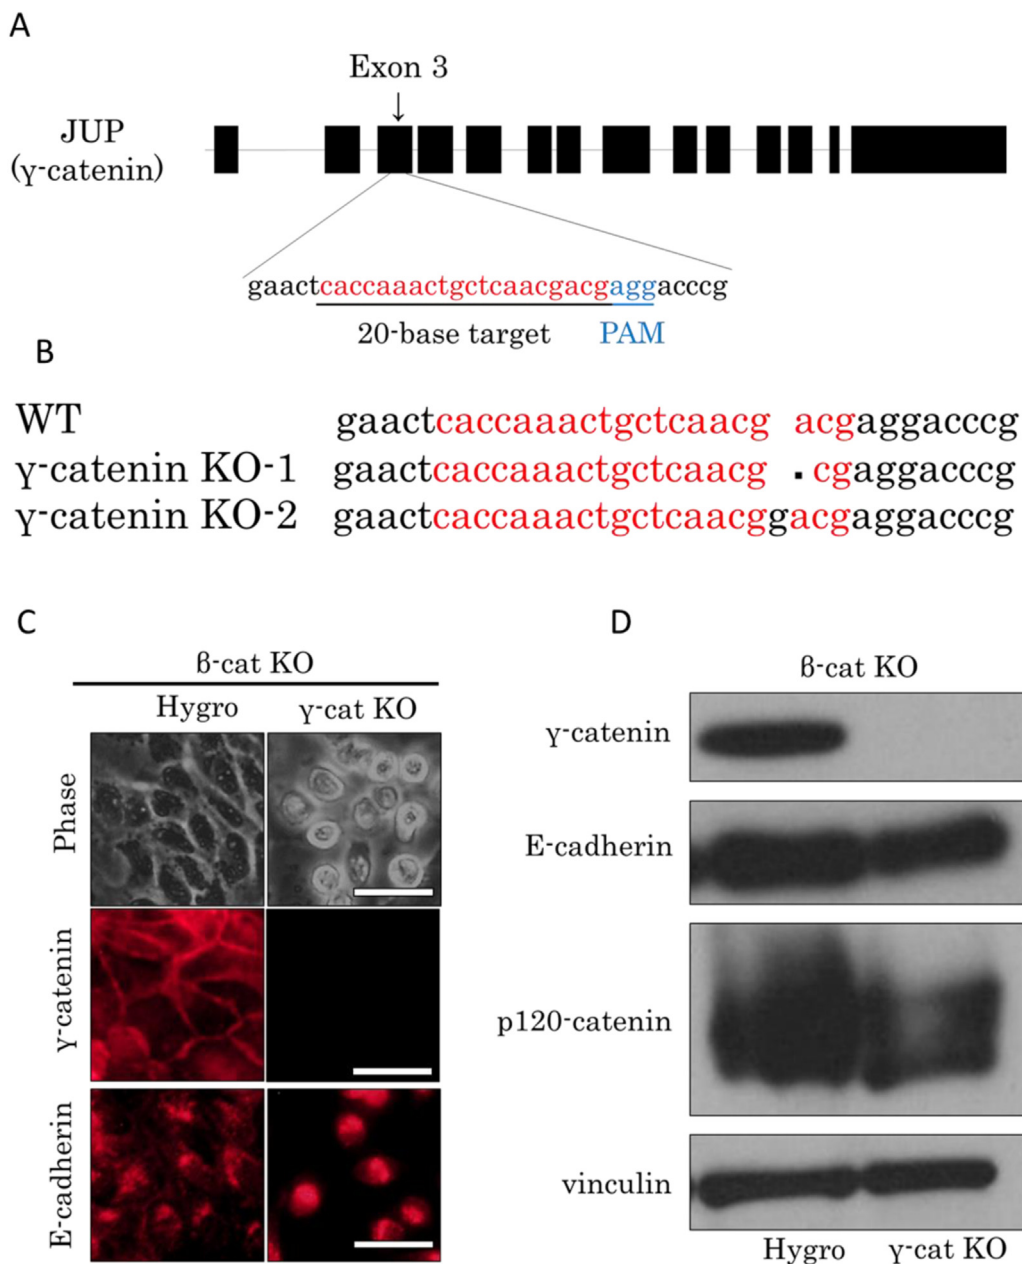 A
Exon 3
↓
JUP
(γ-catenin)
gaactcaccaaactgctcaacgacgaggacccg
20-base target PAM
B
WT gaactcaccaaactgctcaacg acgaggacccg
γ-catenin KO-1 gaactcaccaaactgctcaacg .cgaggacccg
γ-catenin KO-2 gaactcaccaaactgctcaacggacgaggacccg
C
ß-cat KO
Hygro γ-cat KO
Phase
γ-catenin
E-cadherin
D
ß-cat KO
γ-catenin
E-cadherin
p120-catenin
vinculin
Hygro γ-cat KO